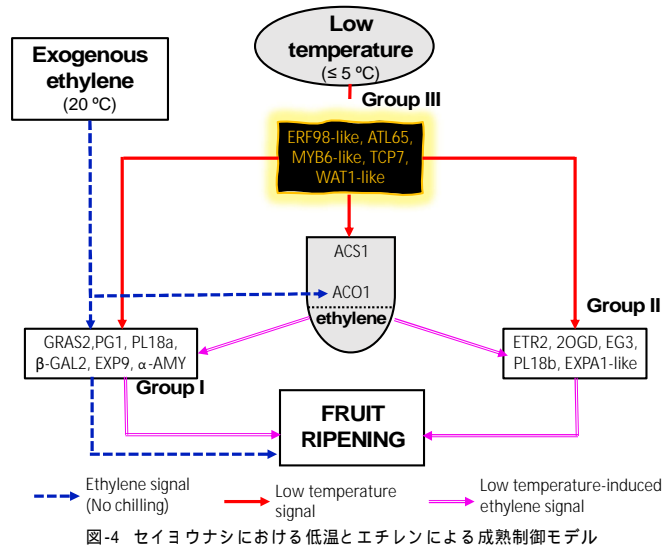 Low
temperature
(≤ 5 ºC)
Exogenous
ethylene
(20 ºC)
Group III
ERF98-like, ATL65,
MYB6-like, TCP7,
WAT1-like
ACS1
ACO1
ethylene
Group II
GRAS2,PG1, PL18a,
β-GAL2, EXP9, α-AMY
Group I
ETR2, 2OGD, EG3,
PL18b, EXPA1-like
FRUIT
RIPENING
Ethylene signal
(No chilling)
Low temperature
signal
Low temperature-induced
ethylene signal
図-4 セイヨウナシにおける低温とエチレンによる成熟制御モデル